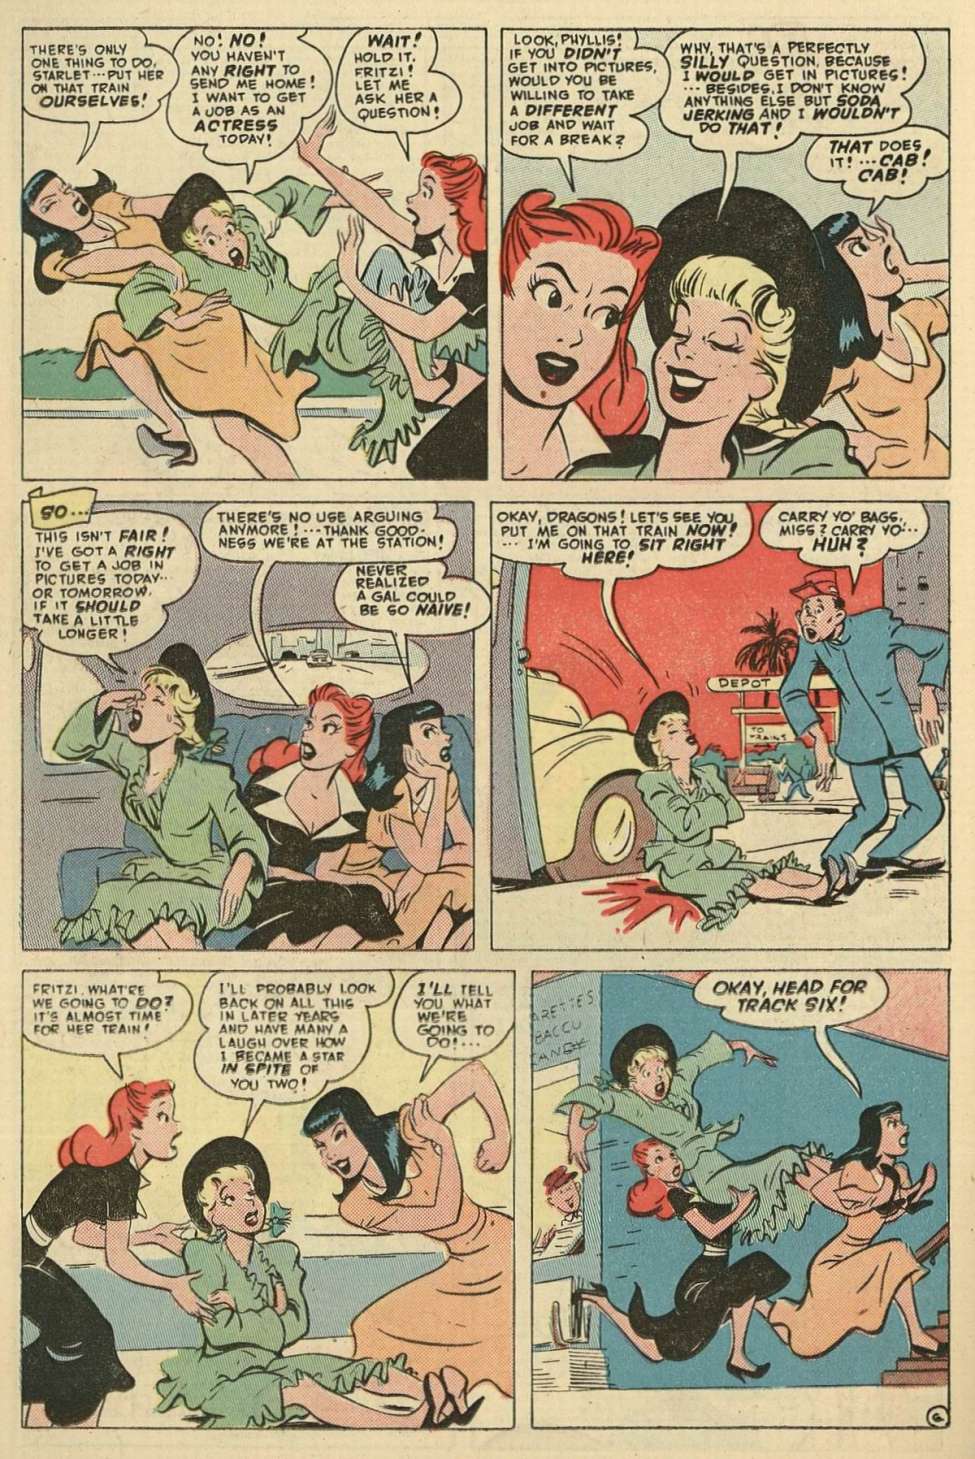 THERE'S ONLY
ONE THING TO DO,
STARLET---PUT HER
ON THAT TRAIN
OURSELVES!
NO! NO!
YOU HAVEN'T
ANY RIGHT TO
SEND ME HOME!
I WANT TO GET
A JOB AS AN
ACTRESS
TODAY!
WAIT!
HOLD IT,
FRITZI!
LET ME
ASK HER A
QUESTION!
LOOK, PHYLLIS!
IF YOU DIDN'T
GET INTO PICTURES,
WOULD YOU BE
WILLING TO TAKE
A DIFFERENT
JOB AND WAIT
FOR A BREAK?
WHY, THAT'S A PERFECTLY
SILLY QUESTION, BECAUSE
I WOULD GET IN PICTURES!
--- BESIDES, I DON'T KNOW
ANYTHING ELSE BUT SODA
JERKING AND I WOULDN'T
DO THAT!
THAT DOES
IT! ---CAB!
CAB!
SO...
THIS ISN'T FAIR!
I'VE GOT A RIGHT
TO GET A JOB IN
PICTURES TODAY---
OR TOMORROW,
IF IT SHOULD
TAKE A LITTLE
LONGER!
THERE'S NO USE ARGUING
ANYMORE! ---THANK GOOD-
NESS WE'RE AT THE STATION!
NEVER
REALIZED
A GAL COULD
BE SO NAIVE!
OKAY, DRAGONS! LET'S SEE YOU
PUT ME ON THAT TRAIN NOW!
--- I'M GOING TO SIT RIGHT
HERE!
CARRY YO' BAGS,
MISS? CARRY YO'---
HUH?
DEPOT
TO
TRAINS
FRITZI, WHAT'RE
WE GOING TO DO?
IT'S ALMOST TIME
FOR HER TRAIN!
I'LL PROBABLY LOOK
BACK ON ALL THIS
IN LATER YEARS
AND HAVE MANY A
LAUGH OVER HOW
I BECAME A STAR
IN SPITE OF
YOU TWO!
I'LL TELL
YOU WHAT
WE'RE
GOING TO
DO!---
OKAY, HEAD FOR
TRACK SIX!
ARETTES
BACCO
CANDY
6